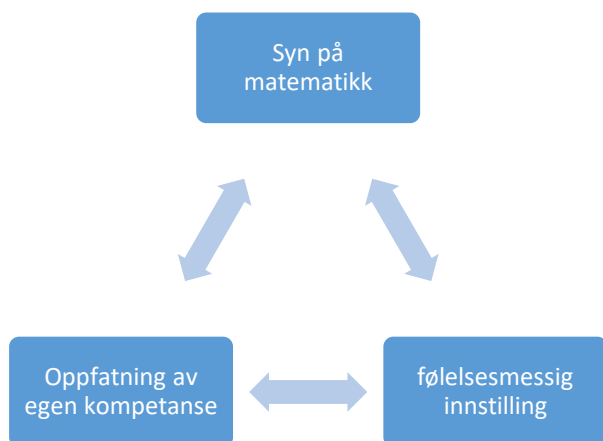 Syn på
matematikk
Oppfatning av
egen kompetanse
følelsesmessig
innstilling